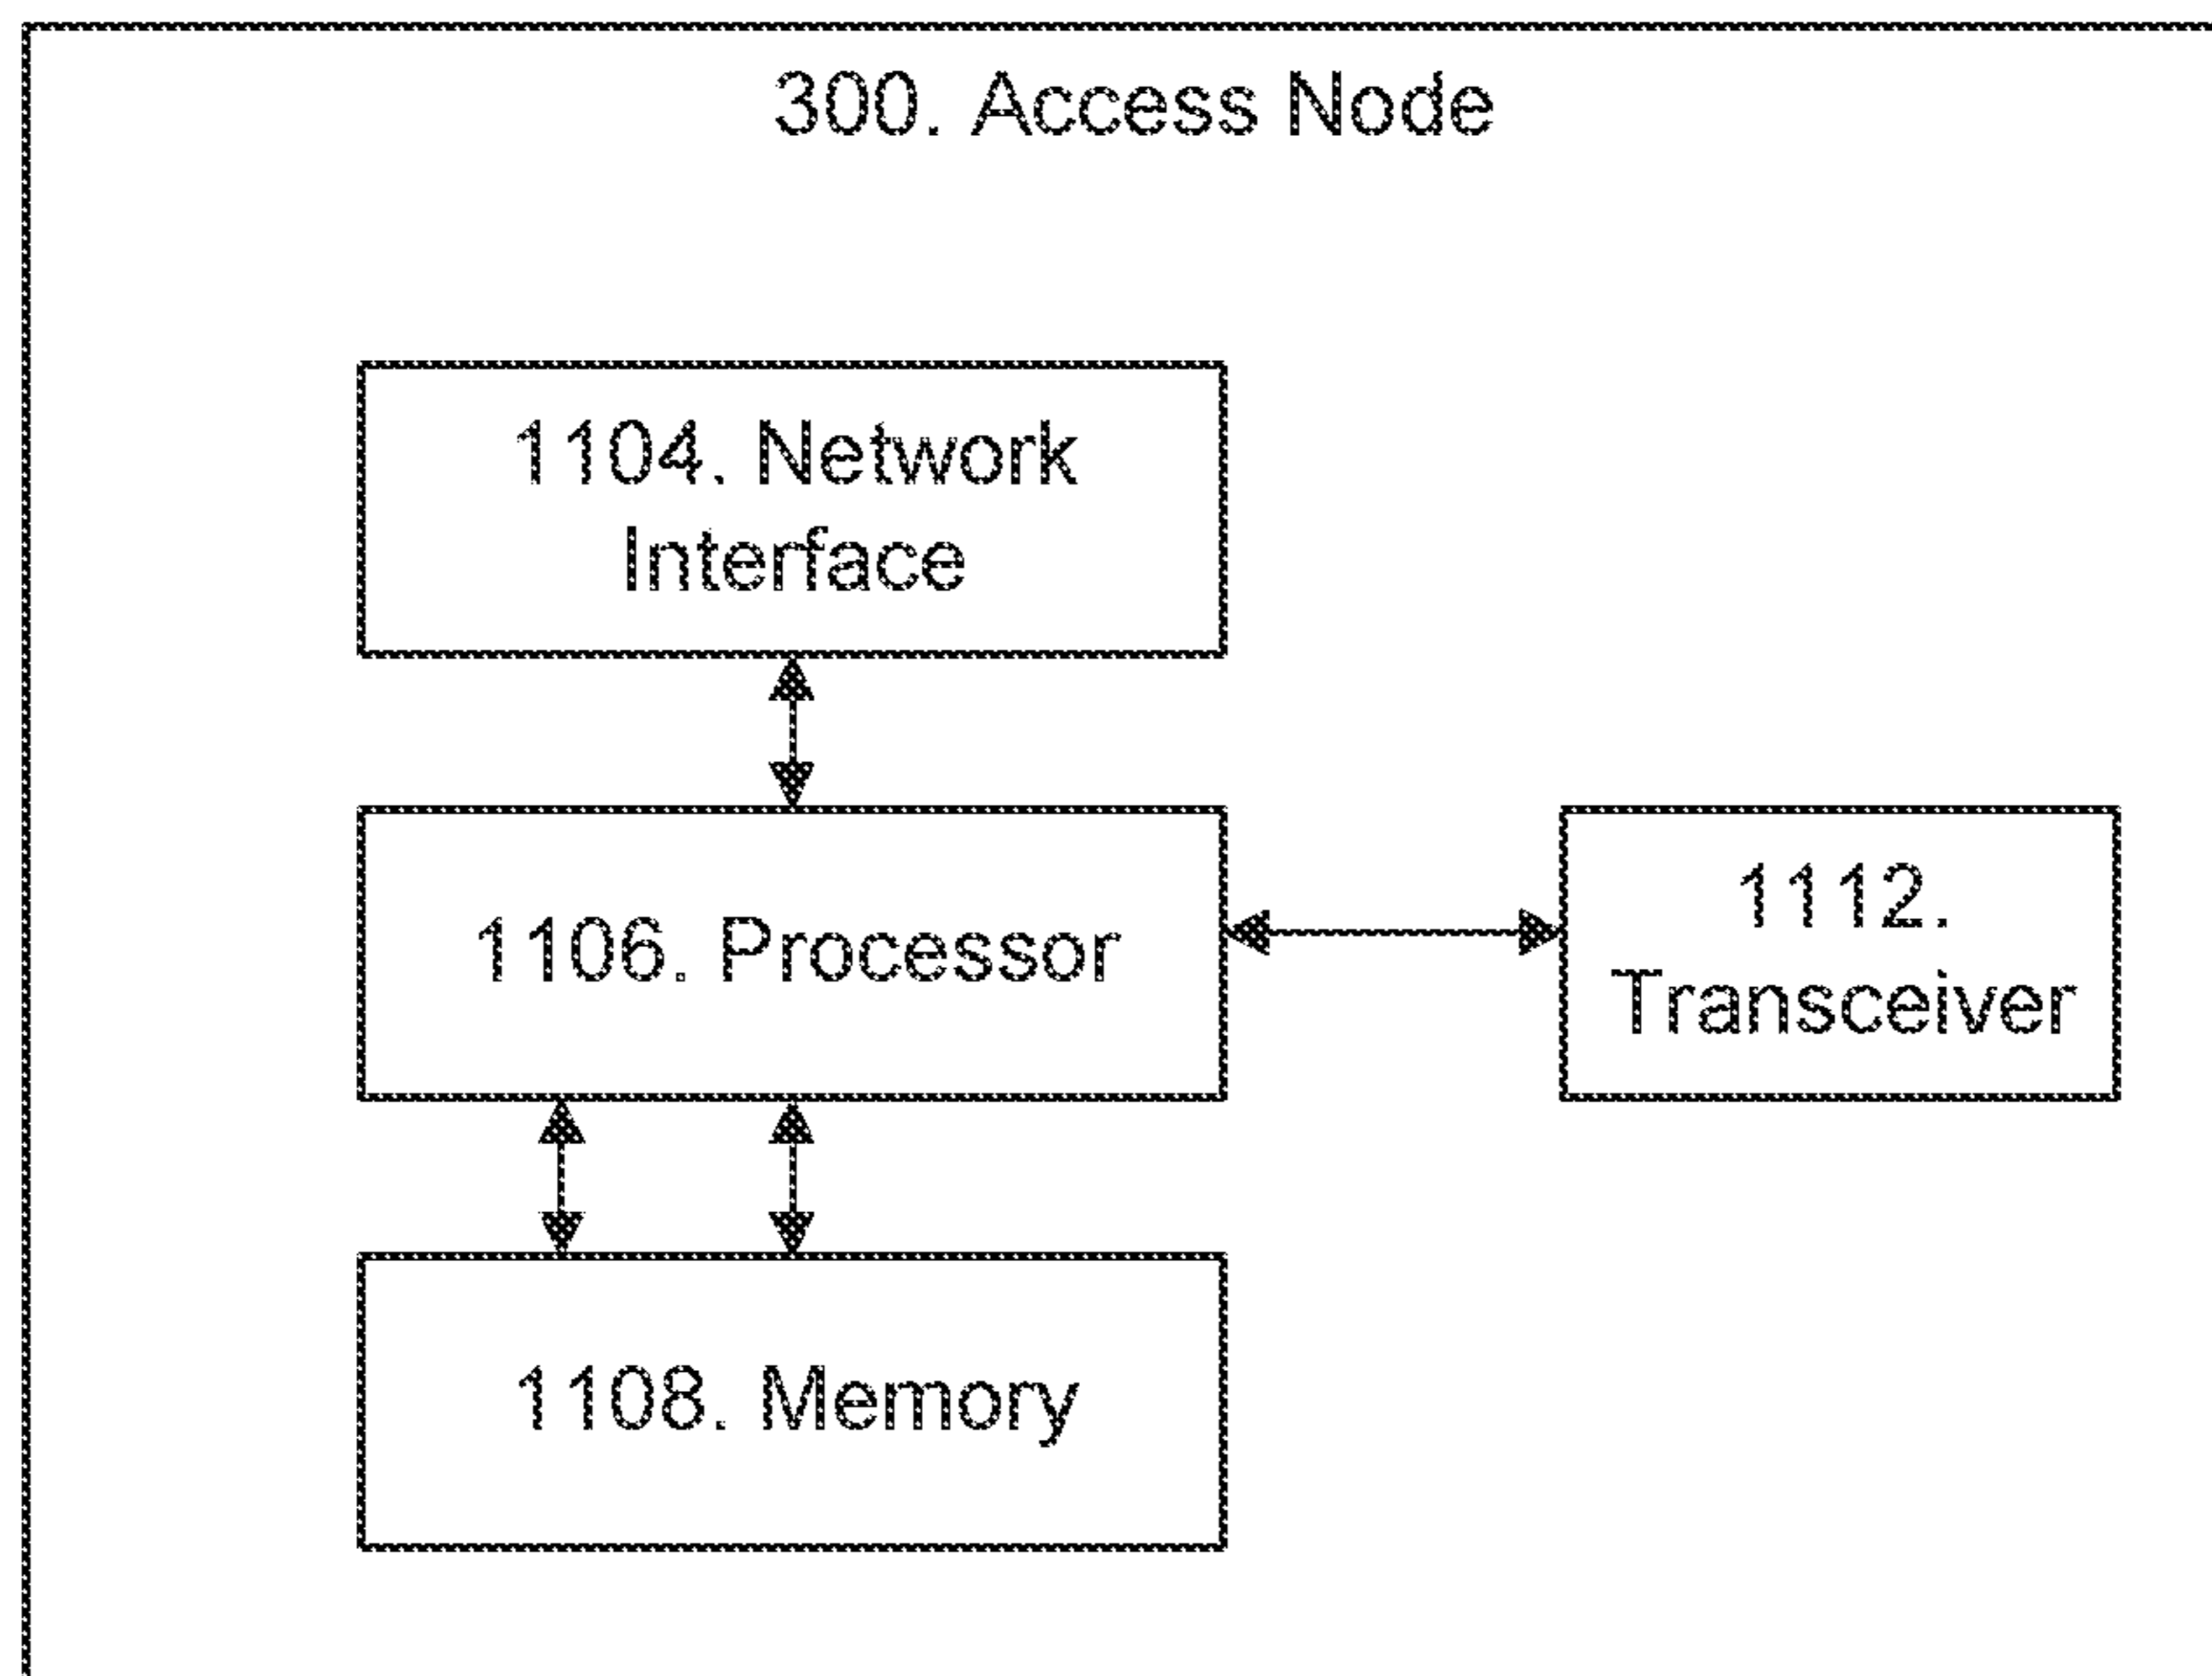 300. Access Node
1104. Network
Interface
1106. Processor
1112.
Transceiver
1108. Memory